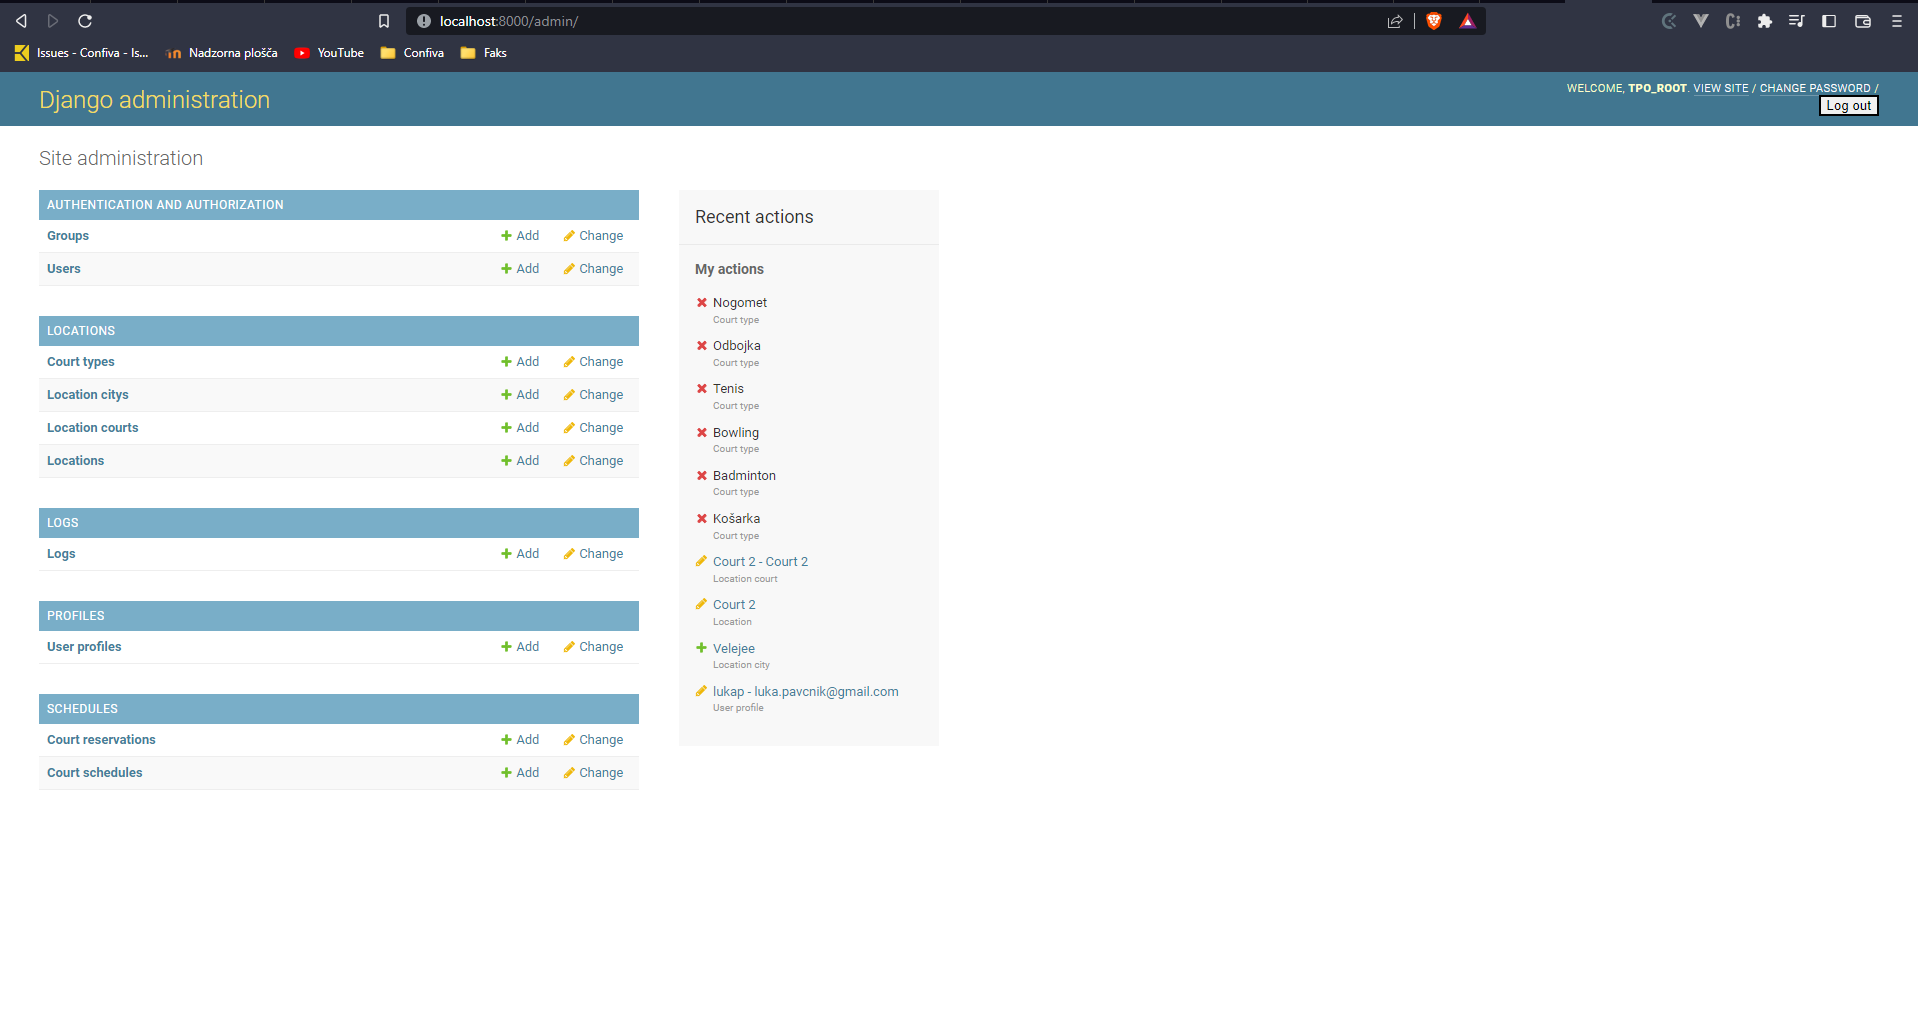 localhost:8000/admin/
Issues - Confiva - Is... Nadzorna plošča YouTube Confiva Faks
Django administration
WELCOME, TPO_ROOT. VIEW SITE / CHANGE PASSWORD /
Log out
Site administration
AUTHENTICATION AND AUTHORIZATION
Groups Add Change
Users Add Change
LOCATIONS
Court types Add Change
Location citys Add Change
Location courts Add Change
Locations Add Change
LOGS
Logs Add Change
PROFILES
User profiles Add Change
SCHEDULES
Court reservations Add Change
Court schedules Add Change
Recent actions
My actions
Nogomet
Court type
Odbojka
Court type
Tenis
Court type
Bowling
Court type
Badminton
Court type
Košarka
Court type
Court 2 - Court 2
Location court
Court 2
Location
Velejee
Location city
lukap - luka.pavcnik@gmail.com
User profile